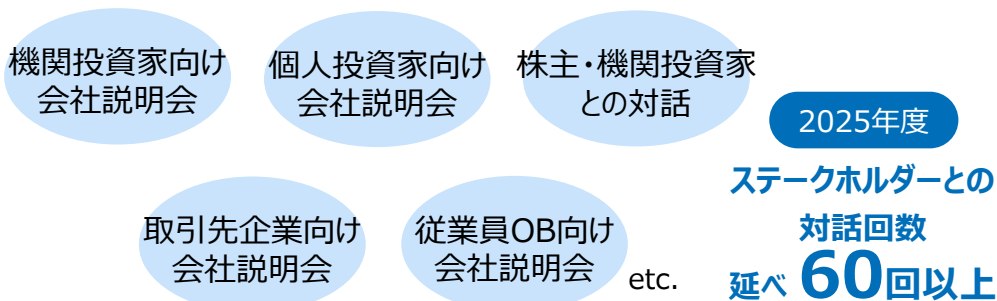 機関投資家向け
会社説明会
個人投資家向け
会社説明会
株主・機関投資家
との対話
2025年度
ステークホルダーとの
対話回数
延べ 60回以上
取引先企業向け
会社説明会
従業員OB向け
会社説明会
etc.